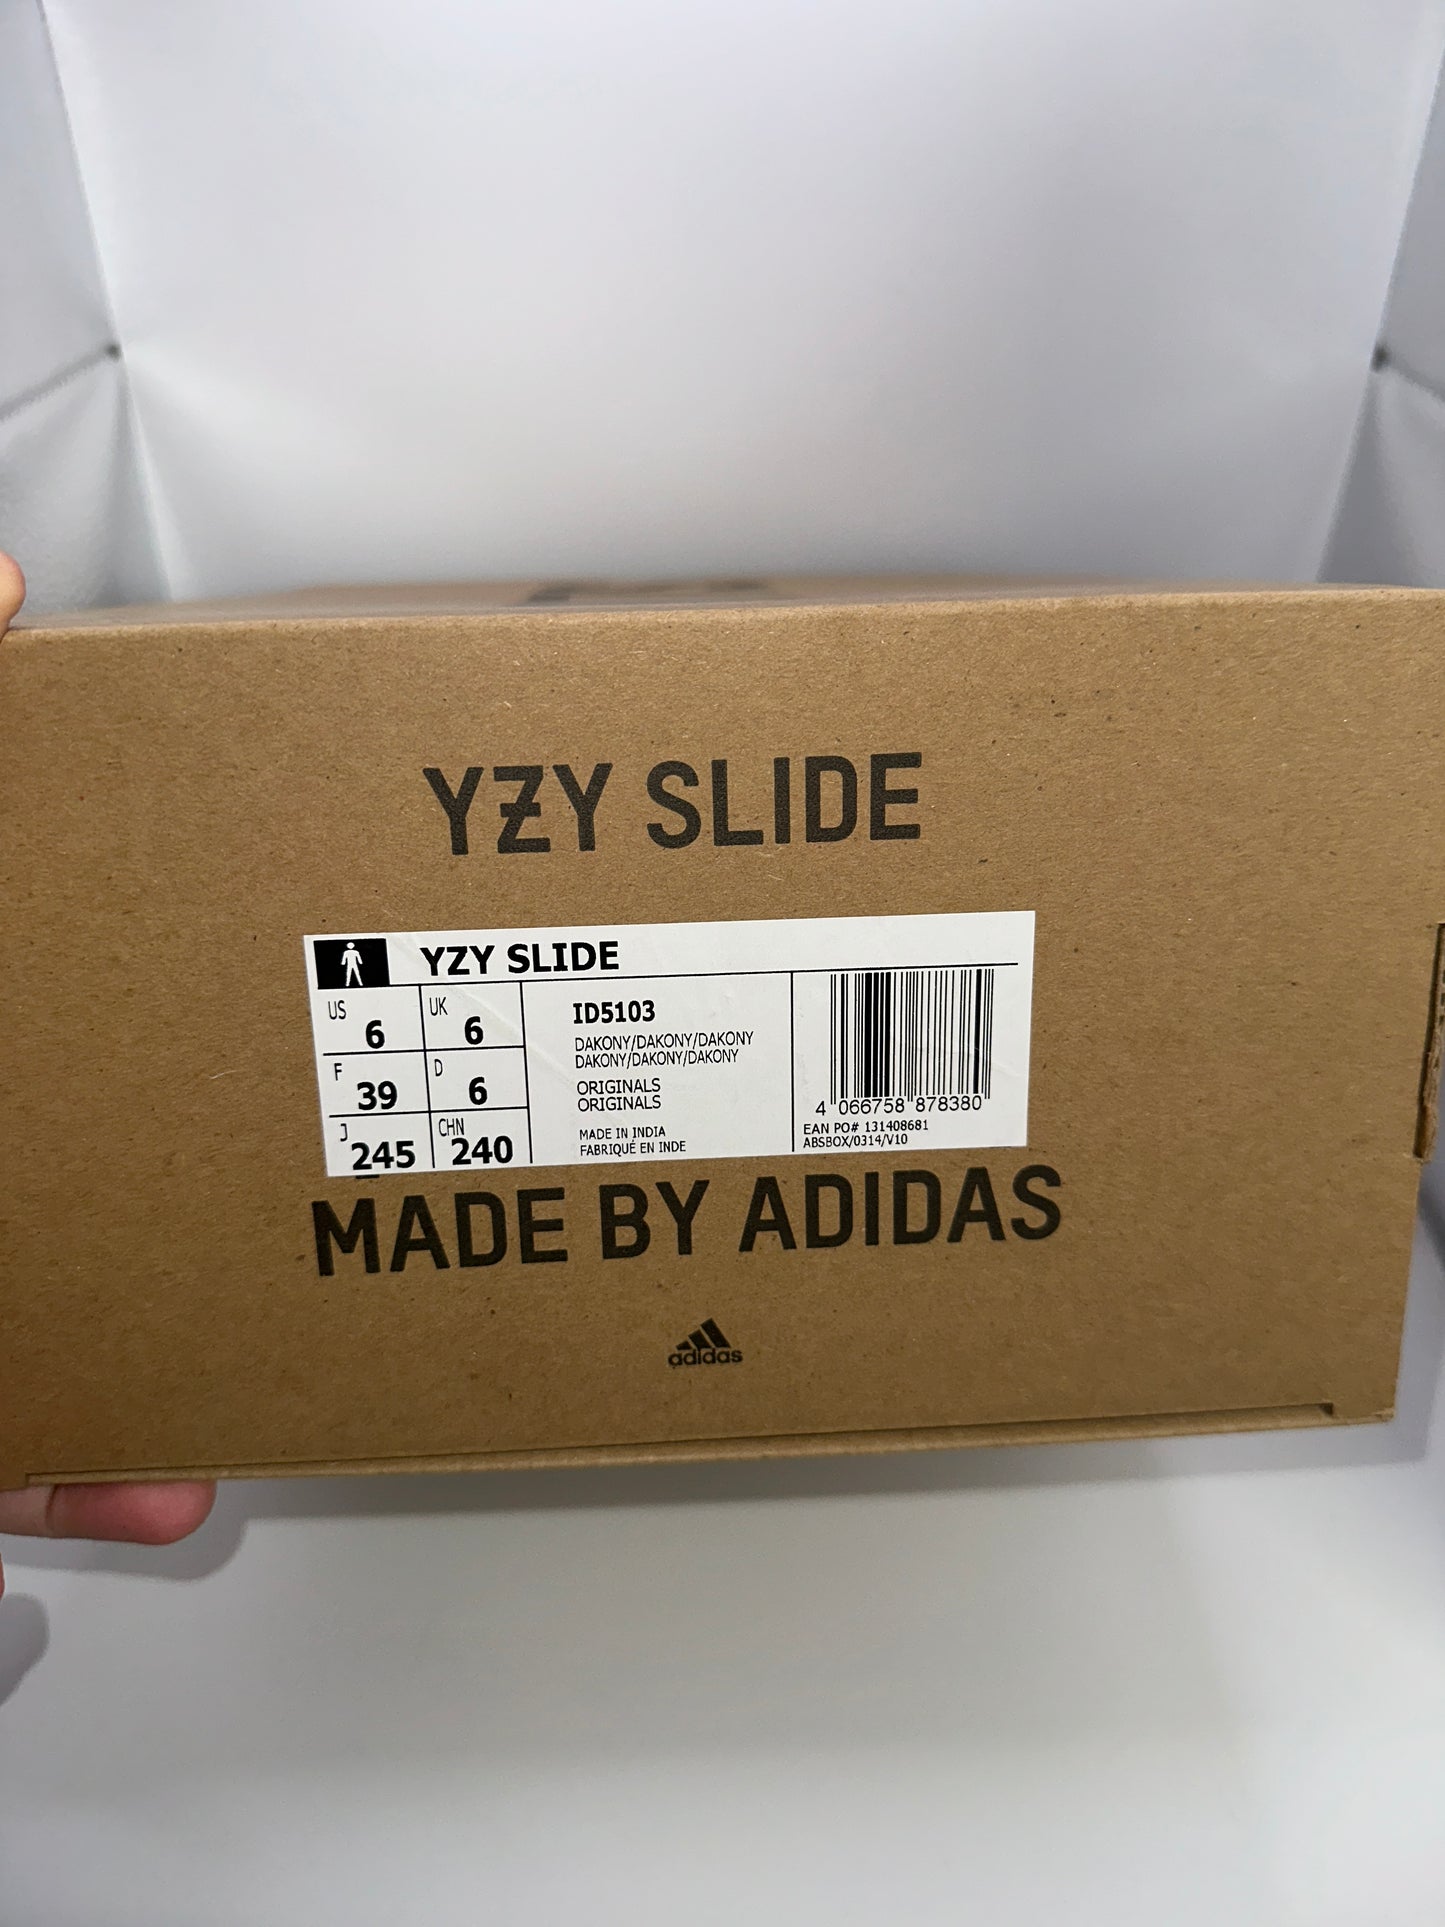 YZY SLIDE
YZY SLIDE
US 6 UK 6
F 39 D 6
J 245 CHN 240
ID5103
DAKONY/DAKONY/DAKONY
DAKONY/DAKONY/DAKONY
ORIGINALS
ORIGINALS
MADE IN INDIA
FABRIQUÉ EN INDE
4 066758 878380
EAN PO# 131408681
ABSBOX/0314/V10
MADE BY ADIDAS
adidas